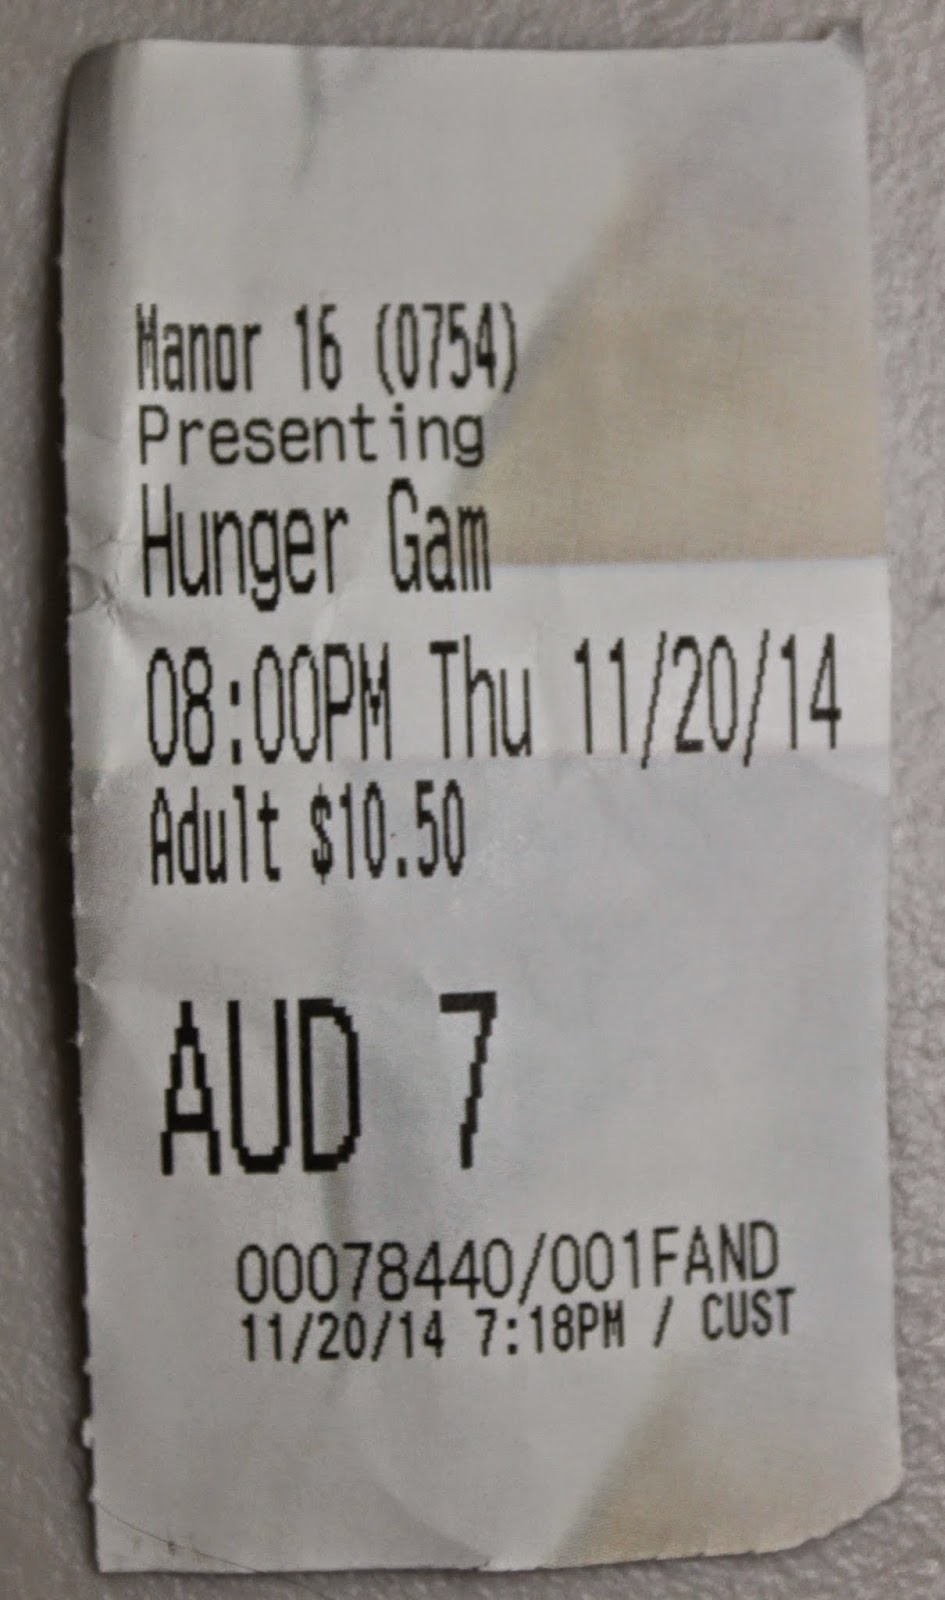 Manor 16 (0754)
Presenting
Hunger Gam
08:00PM Thu 11/20/14
Adult $10.50
AUD 7
00078440/001FAND
11/20/14 7:18PM / CUST